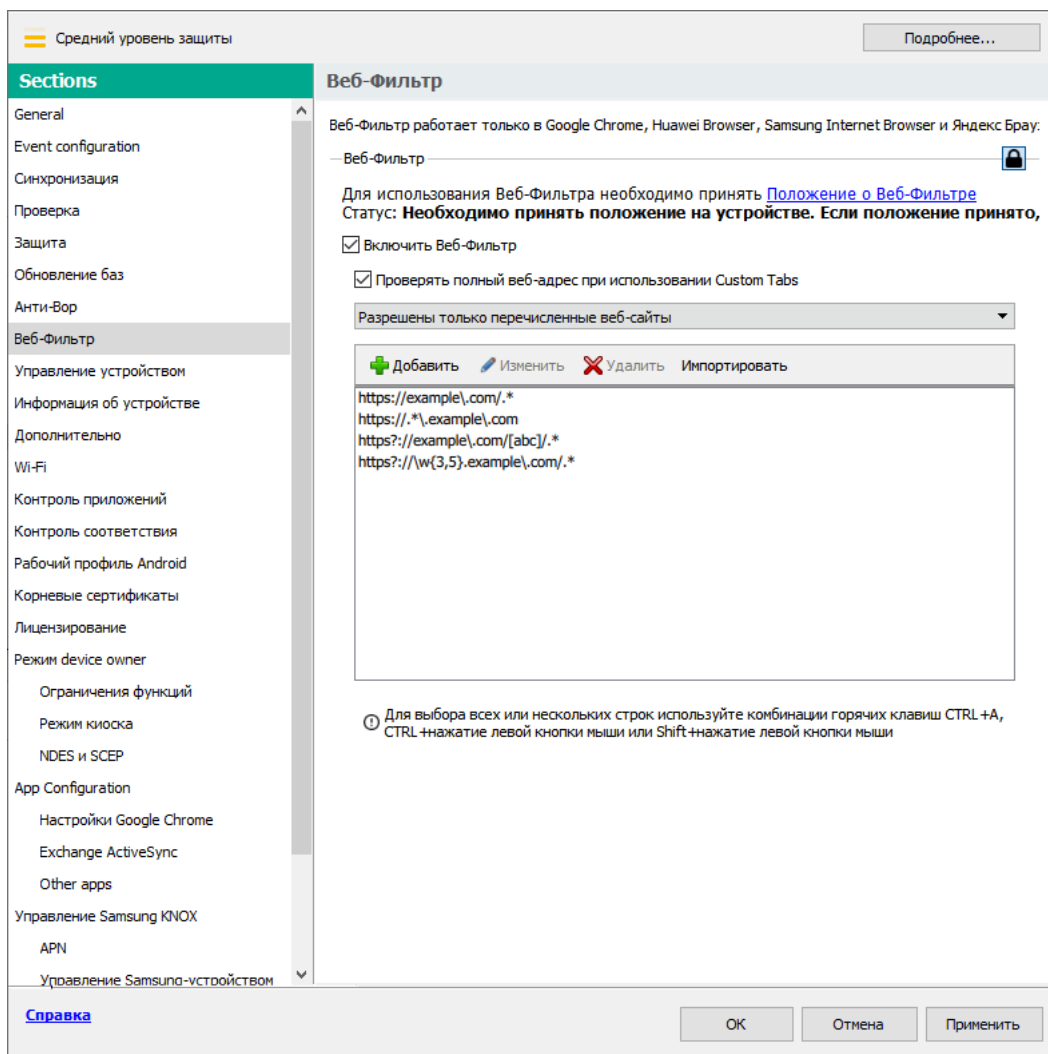 Средний уровень защиты
Подробнее...
Sections
General
Event configuration
Синхронизация
Проверка
Защита
Обновление баз
Анти-Вор
Веб-Фильтр
Управление устройством
Информация об устройстве
Дополнительно
Wi-Fi
Контроль приложений
Контроль соответствия
Рабочий профиль Android
Корневые сертификаты
Лицензирование
Режим device owner
Ограничения функций
Режим киоска
NDES и SCEP
App Configuration
Настройки Google Chrome
Exchange ActiveSync
Other apps
Управление Samsung KNOX
APN
Управление Samsung-устройством
Веб-Фильтр
Веб-Фильтр работает только в Google Chrome, Huawei Browser, Samsung Internet Browser и Яндекс Брау
Веб-Фильтр
Для использования Веб-Фильтра необходимо принять Положение о Веб-Фильтре
Статус: Необходимо принять положение на устройстве. Если положение принято,
Включить Веб-Фильтр
Проверять полный веб-адрес при использовании Custom Tabs
Разрешены только перечисленные веб-сайты
Добавить Изменить Удалить Импортировать
https://example\.com/.*
https://.*\.example\.com
https?://example\.com/[abc]/.*
https?://\w{3,5}.example\.com/.*
Для выбора всех или нескольких строк используйте комбинации горячих клавиш CTRL+A,
CTRL+нажатие левой кнопки мыши или Shift+нажатие левой кнопки мыши
Справка
ОК
Отмена
Применить